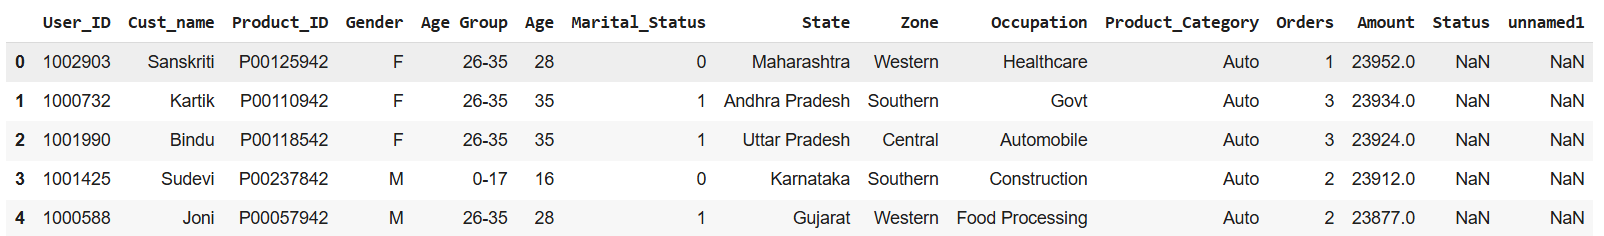 User_ID Cust_name Product_ID Gender Age Group Age Marital_Status State Zone Occupation Product_Category Orders Amount Status unnamed1
0 1002903 Sanskriti P00125942 F 26-35 28 0 Maharashtra Western Healthcare Auto 1 23952.0 NaN NaN
1 1000732 Kartik P00110942 F 26-35 35 1 Andhra Pradesh Southern Govt Auto 3 23934.0 NaN NaN
2 1001990 Bindu P00118542 F 26-35 35 1 Uttar Pradesh Central Automobile Auto 3 23924.0 NaN NaN
3 1001425 Sudevi P00237842 M 0-17 16 0 Karnataka Southern Construction Auto 2 23912.0 NaN NaN
4 1000588 Joni P00057942 M 26-35 28 1 Gujarat Western Food Processing Auto 2 23877.0 NaN NaN